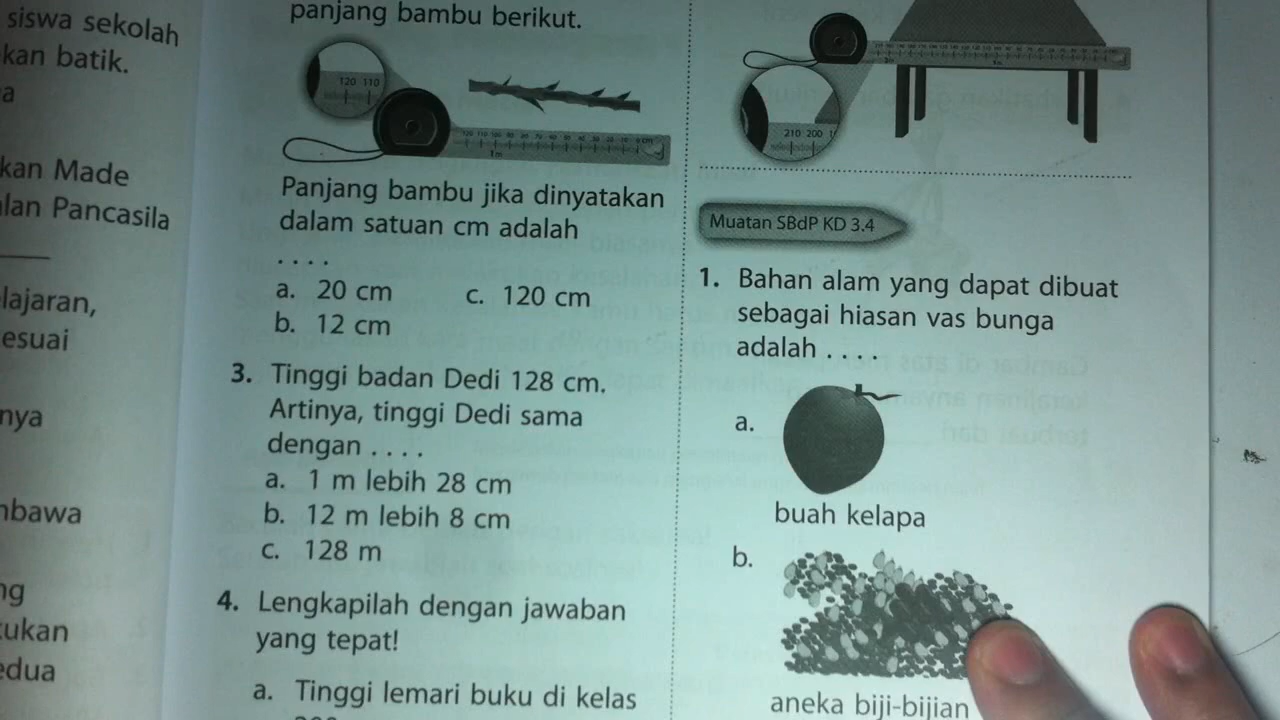 siswa sekolah
kan batik.
a
kan Made
lan Pancasila
lajaran,
esuai
nya
nbawa
ng
tukan
edua
panjang bambu berikut.
120 110
1m
Panjang bambu jika dinyatakan
dalam satuan cm adalah
. . . .
a. 20 cm c. 120 cm
b. 12 cm
3. Tinggi badan Dedi 128 cm.
Artinya, tinggi Dedi sama
dengan . . . .
a. 1 m lebih 28 cm
b. 12 m lebih 8 cm
c. 128 m
4. Lengkapilah dengan jawaban
yang tepat!
a. Tinggi lemari buku di kelas
210 200
Muatan SBdP KD 3.4
1. Bahan alam yang dapat dibuat
sebagai hiasan vas bunga
adalah . . . .
a.
buah kelapa
b.
aneka biji-bijian